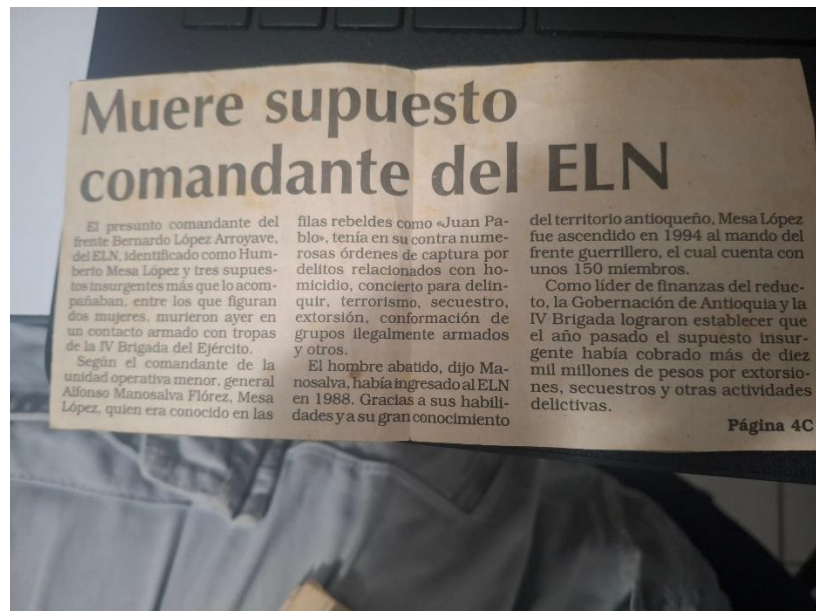 Muere supuesto
comandante del ELN
El presunto comandante del
frente Bernardo López Arroyave,
del ELN, identificado como Hum-
berto Mesa López y tres supues-
tos insurgentes más que lo acom-
pañaban, entre los que figuran
dos mujeres, murieron ayer en
un contacto armado con tropas
de la IV Brigada del Ejército.
Según el comandante de la
unidad operativa menor, general
Alfonso Manosalva Flórez, Mesa
López, quien era conocido en las
filas rebeldes como «Juan Pa-
blo», tenía en su contra nume-
rosas órdenes de captura por
delitos relacionados con ho-
micidio, concierto para delin-
quir, terrorismo, secuestro,
extorsión, conformación de
grupos ilegalmente armados
y otros.
El hombre abatido, dijo Ma-
nosalva, había ingresado al ELN
en 1988. Gracias a sus habili-
dades y a su gran conocimiento
del territorio antioqueño, Mesa López
fue ascendido en 1994 al mando del
frente guerrillero, el cual cuenta con
unos 150 miembros.
Como líder de finanzas del reduc-
to, la Gobernación de Antioquia y la
IV Brigada lograron establecer que
el año pasado el supuesto insur-
gente había cobrado más de diez
mil millones de pesos por extorsio-
nes, secuestros y otras actividades
delictivas.
Página 4C